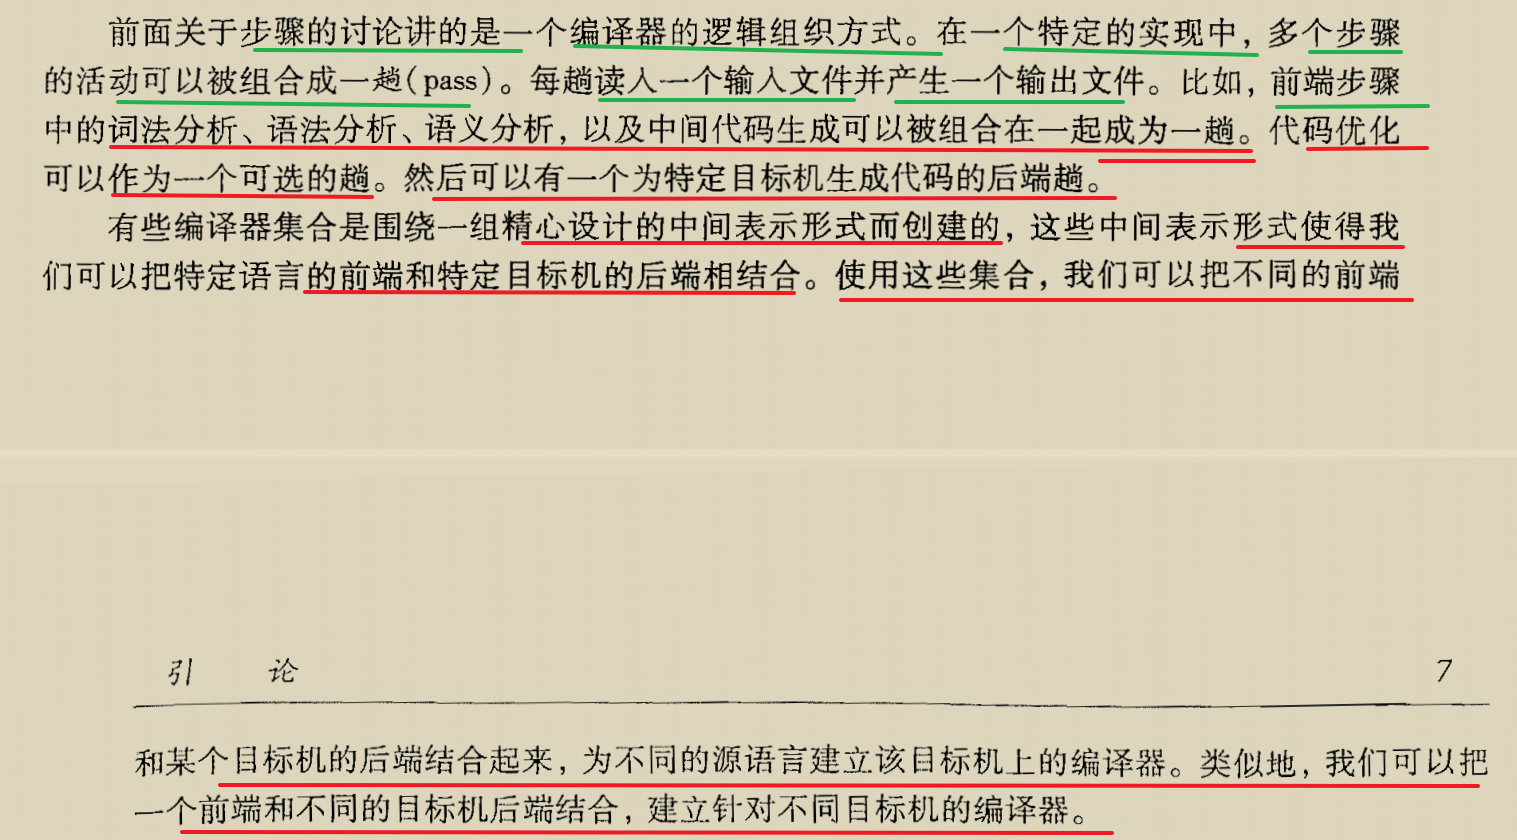 前面关于步骤的讨论讲的是一个编译器的逻辑组织方式。在一个特定的实现中，多个步骤
的活动可以被组合成一趟(pass)。每趟读入一个输入文件并产生一个输出文件。比如，前端步骤
中的词法分析、语法分析、语义分析，以及中间代码生成可以被组合在一起成为一趟。代码优化
可以作为一个可选的趟。然后可以有一个为特定目标机生成代码的后端趟。
有些编译器集合是围绕一组精心设计的中间表示形式而创建的，这些中间表示形式使得我
们可以把特定语言的前端和特定目标机的后端相结合。使用这些集合，我们可以把不同的前端
引 论 7
和某个目标机的后端结合起来，为不同的源语言建立该目标机上的编译器。类似地，我们可以把
一个前端和不同的目标机后端结合，建立针对不同目标机的编译器。